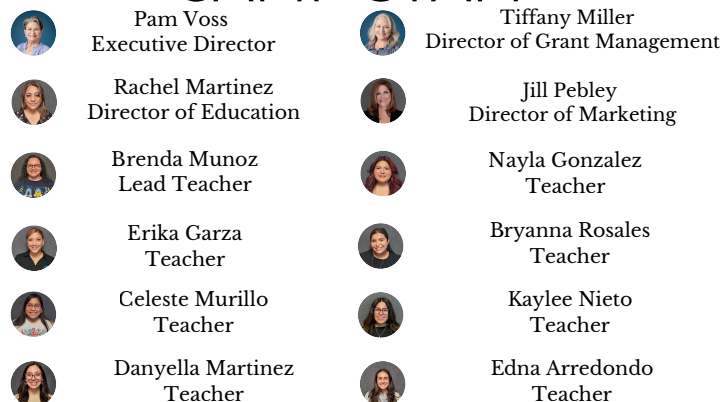 Pam Voss
Executive Director
Tiffany Miller
Director of Grant Management
Rachel Martinez
Director of Education
Jill Pebley
Director of Marketing
Brenda Munoz
Lead Teacher
Nayla Gonzalez
Teacher
Erika Garza
Teacher
Bryanna Rosales
Teacher
Celeste Murillo
Teacher
Kaylee Nieto
Teacher
Danyella Martinez
Teacher
Edna Arredondo
Teacher